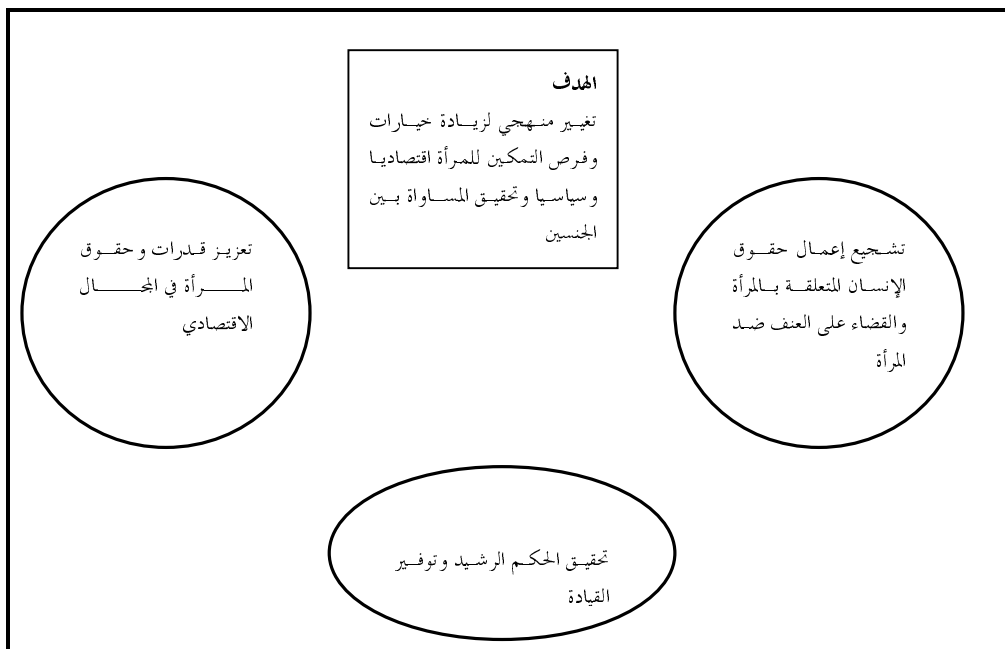 الهدف
تغيير منهجي لزيادة خيارات
وفرص التمكين للمرأة اقتصاديا
وسياسيا وتحقيق المساواة بين
الجنسين
تشجيع إعمال حقوق
الإنسان المتعلقة بالمرأة
والقضاء على العنف ضد
المرأة
تعزيز قدرات وحقوق
المرأة في المجال
الاقتصادي
تحقيق الحكم الرشيد وتوفير
القيادة